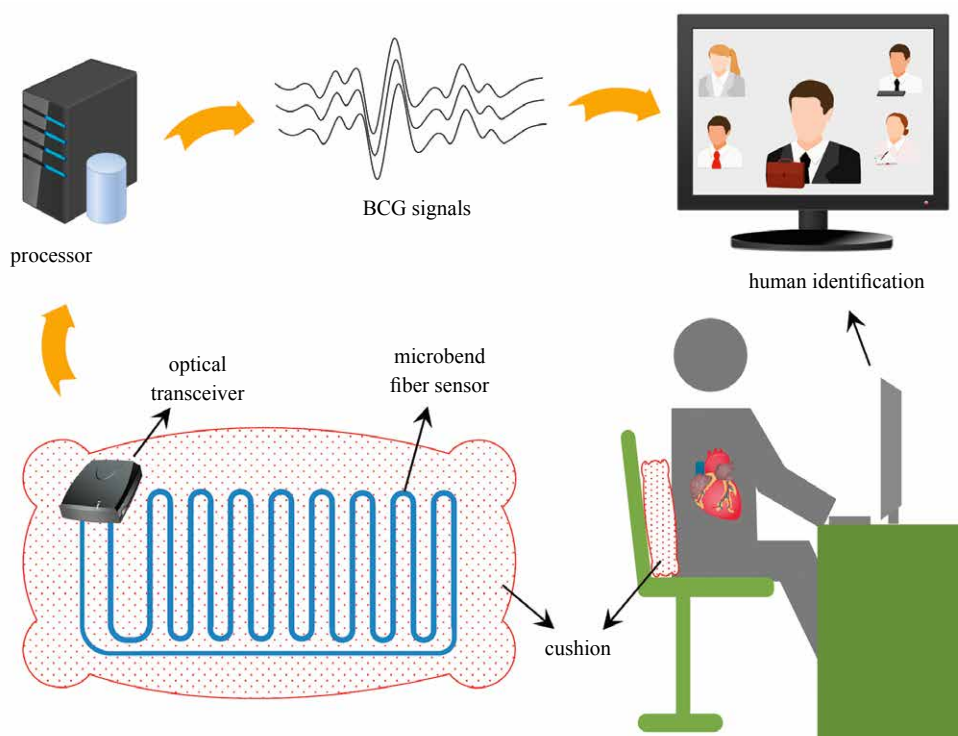 BCG signals
processor
human identification
optical
transceiver
microbend
fiber sensor
cushion